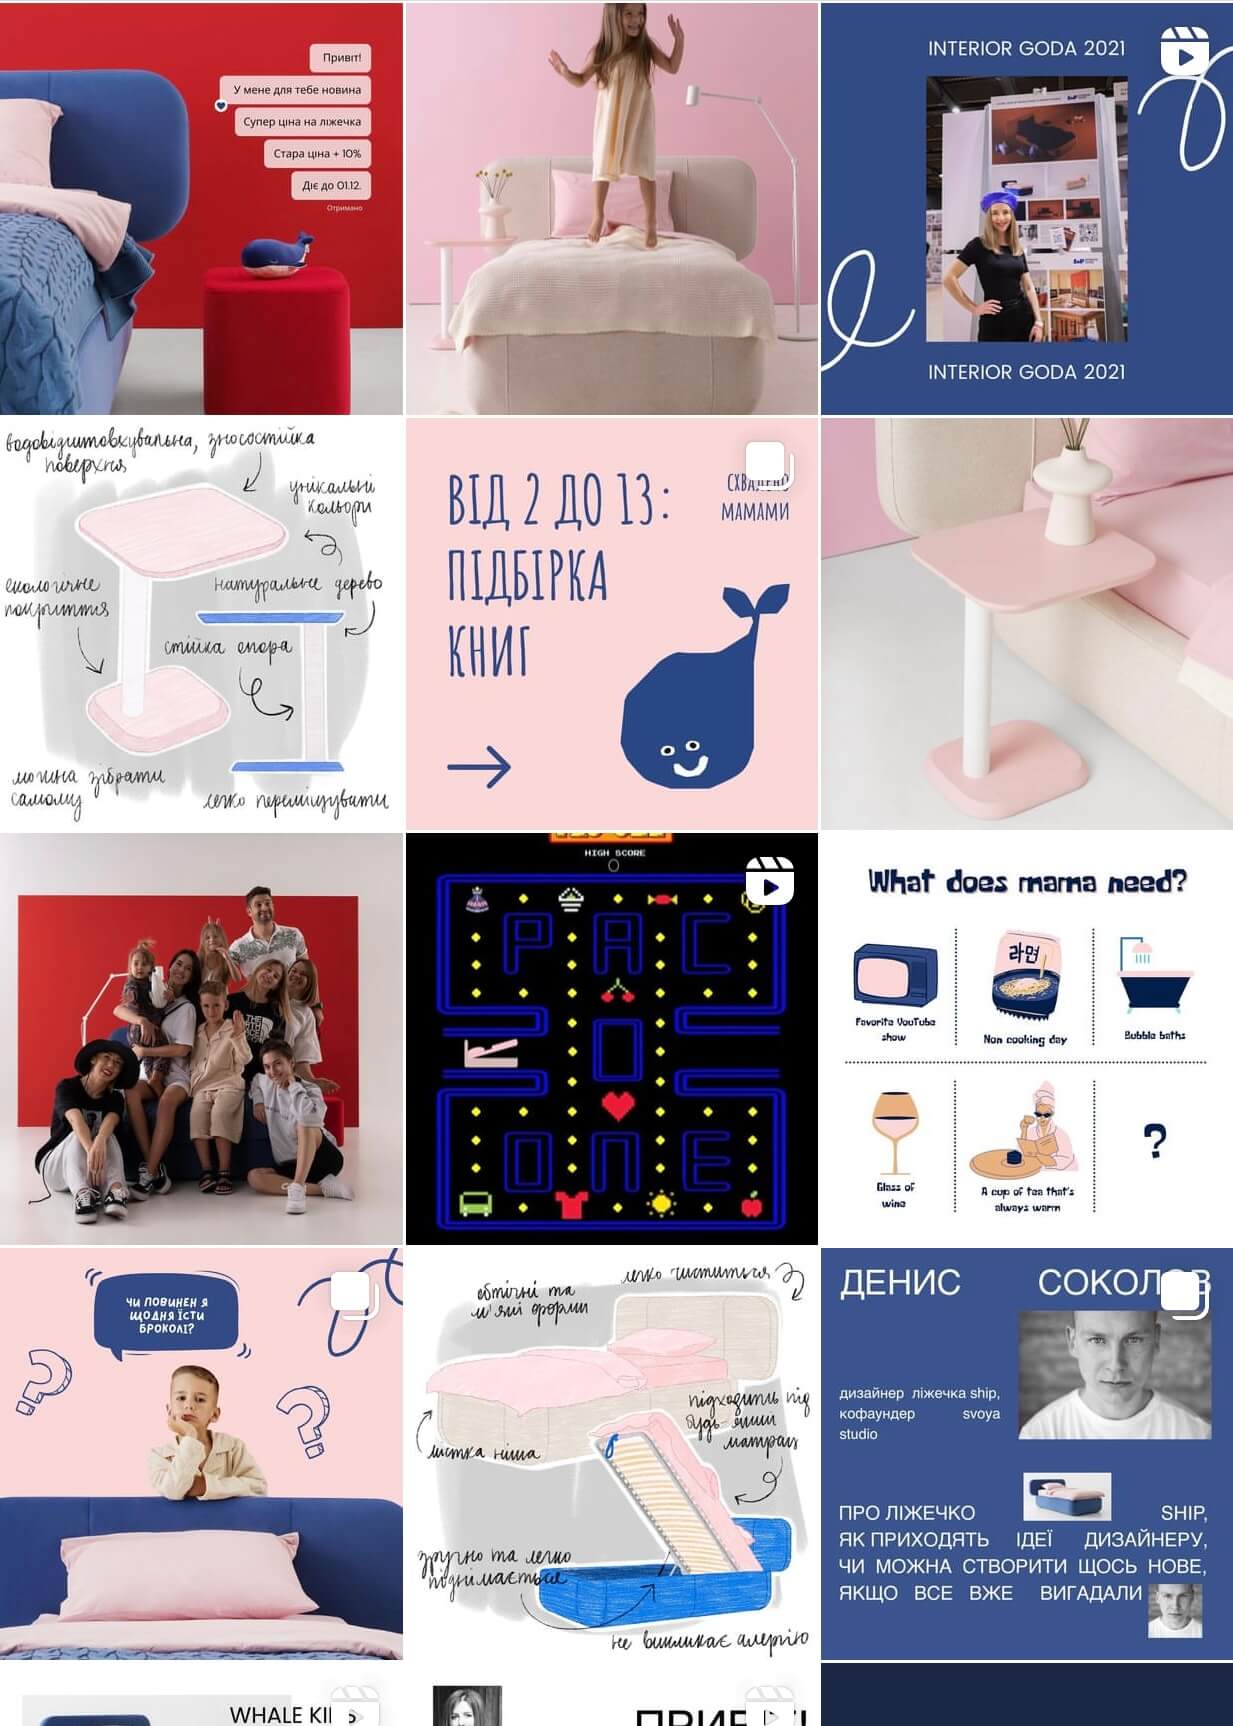 Привіт!
У мене для тебе новина
Супер ціна на ліжечка
Стара ціна + 10%
Діє до 01.12.
Отримано
INTERIOR GODA 2021
INTERIOR GODA 2021
водовідштовхувальна, зносостійка
поверхня
унікальні
кольори
екологічне
покриття
натуральне дерево
стійка опора
можна зібрати
самому
легко переміщувати
ВІД 2 ДО 13:
ПІДБІРКА
КНИГ
СХВАЛЕНО
МАМАМИ
HIGH SCORE
PAC
ONE
What does mama need?
라면
Favorite YouTube
show
Non cooking day
Bubble baths
Glass of
wine
A cup of tea that's
always warm
?
ЧИ ПОВИНЕН Я
ЩОДНЯ ЇСТИ
БРОКОЛІ?
обтічні та
м'які форми
легко чиститься
підходить під
будь-який
матрац
містка ніша
зручно та легко
піднімається
не викликає алергію
ДЕНИС СОКОЛОВ
дизайнер ліжечка ship,
кофаундер svoya
studio
ПРО ЛІЖЕЧКО SHIP,
ЯК ПРИХОДЯТЬ ІДЕЇ ДИЗАЙНЕРУ,
ЧИ МОЖНА СТВОРИТИ ЩОСЬ НОВЕ,
ЯКЩО ВСЕ ВЖЕ ВИГАДАЛИ
WHALE KIDS